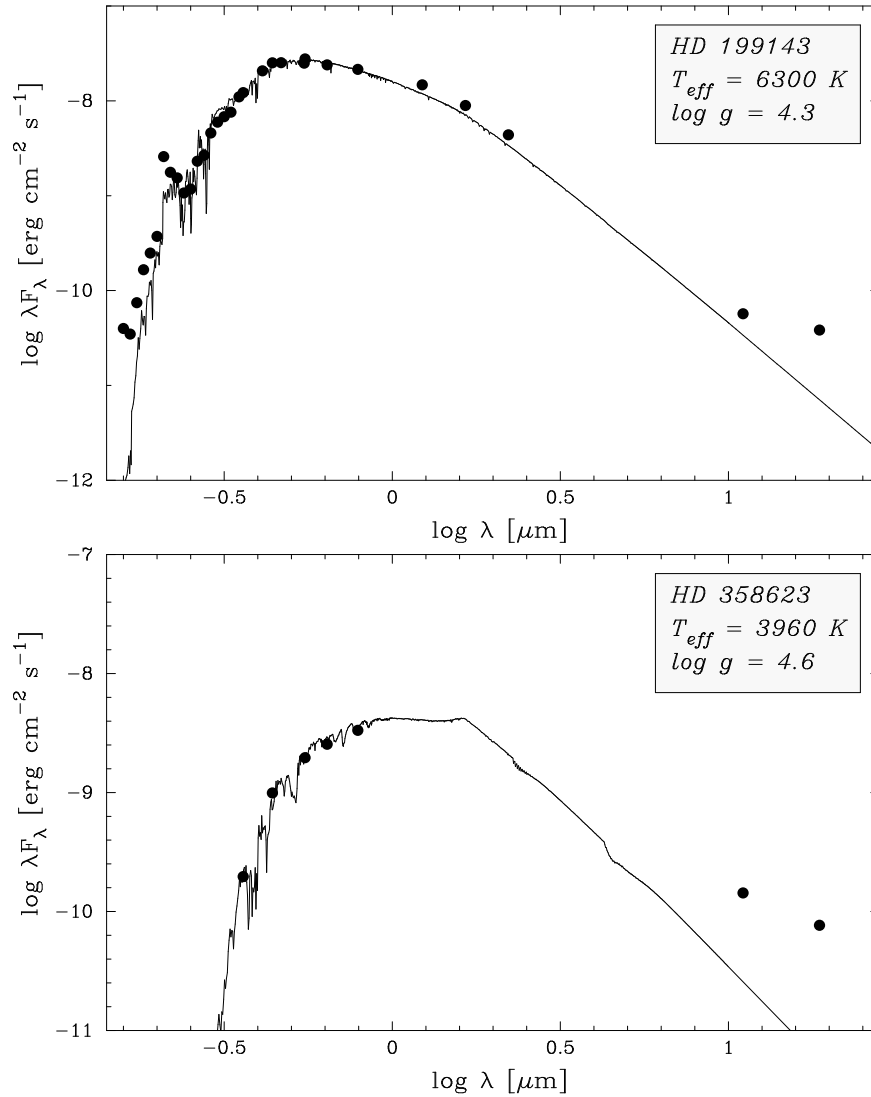 HD 199143
T_eff = 6300 K
log g = 4.3
log λF_λ [erg cm⁻² s⁻¹]
−8
−10
−12
−0.5 0 0.5 1
log λ [μm]
HD 358623
T_eff = 3960 K
log g = 4.6
log λF_λ [erg cm⁻² s⁻¹]
−7
−8
−9
−10
−11
−0.5 0 0.5 1
log λ [μm]